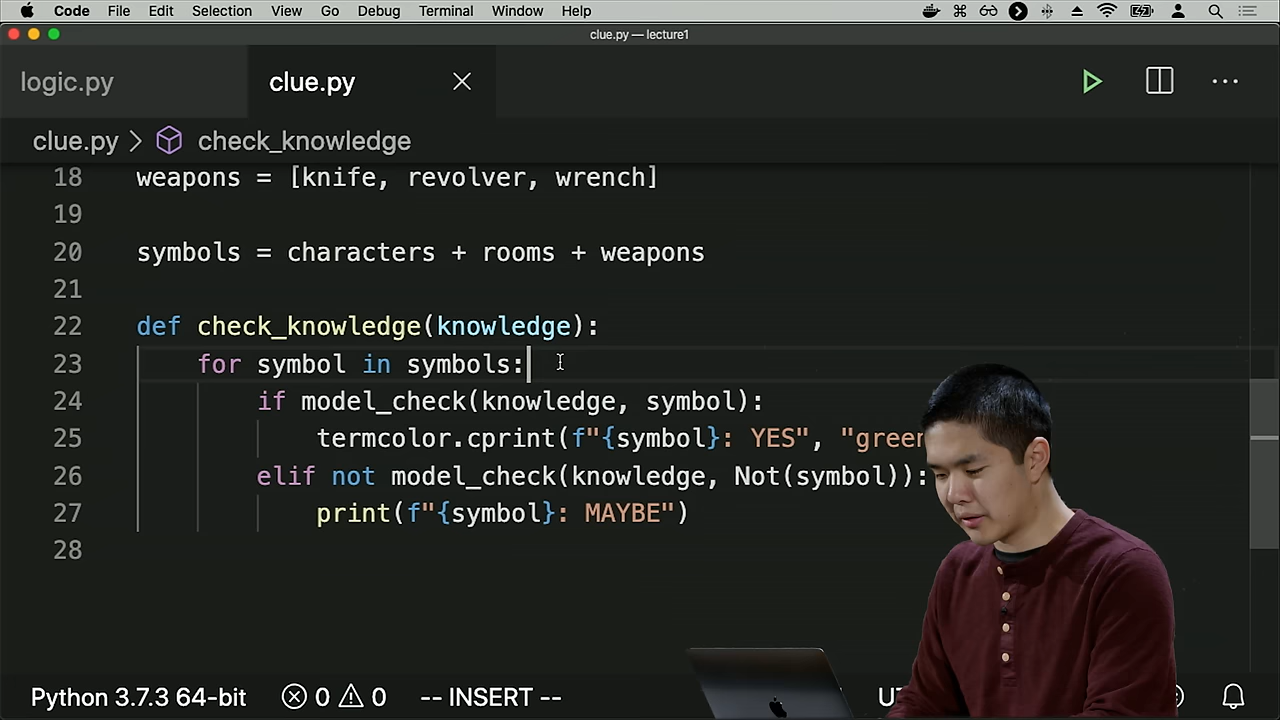 Code File Edit Selection View Go Debug Terminal Window Help
clue.py — lecture1
logic.py clue.py
clue.py > check_knowledge
18 weapons = [knife, revolver, wrench]
19
20 symbols = characters + rooms + weapons
21
22 def check_knowledge(knowledge):
23 for symbol in symbols:
24 if model_check(knowledge, symbol):
25 termcolor.cprint(f"{symbol}: YES", "green
26 elif not model_check(knowledge, Not(symbol)):
27 print(f"{symbol}: MAYBE")
28
Python 3.7.3 64-bit 0 0 -- INSERT --